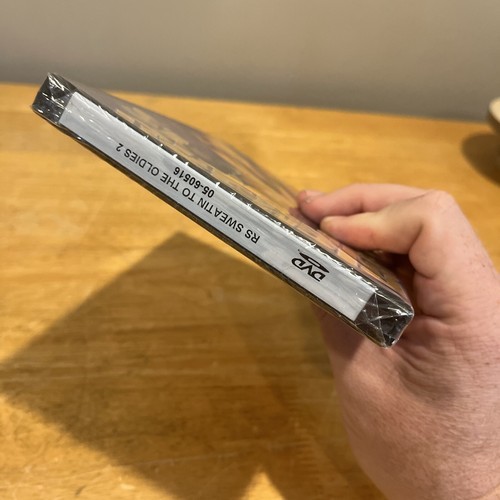 DVD
RS SWEATIN TO THE OLDIES 2
05-60516